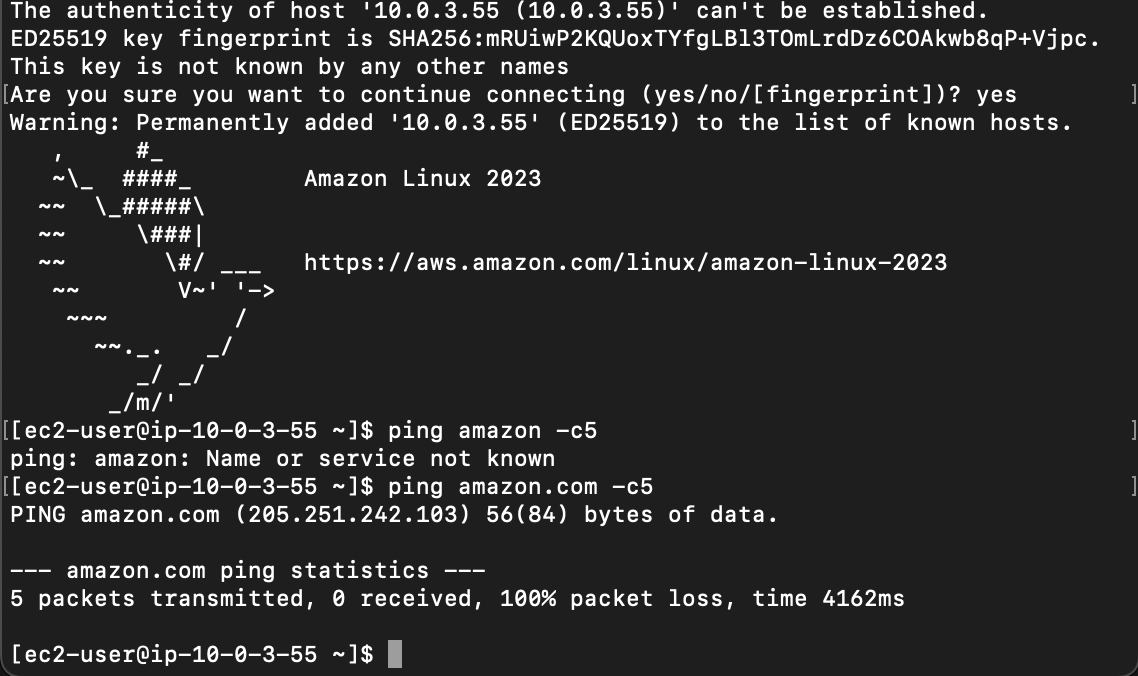 The authenticity of host '10.0.3.55 (10.0.3.55)' can't be established.
ED25519 key fingerprint is SHA256:mRUiwP2KQUoxTYfgLBl3TOmLrdDz6COAkwb8qP+Vjpc.
This key is not known by any other names
[Are you sure you want to continue connecting (yes/no/[fingerprint])? yes ]
Warning: Permanently added '10.0.3.55' (ED25519) to the list of known hosts.
   ,     #_
   ~\_  ####_        Amazon Linux 2023
  ~~  \_#####\
  ~~     \###|
  ~~       \#/ ___   https://aws.amazon.com/linux/amazon-linux-2023
   ~~       V~' '->
    ~~~         /
      ~~._.   _/
         _/ _/
       _/m/'
[[ec2-user@ip-10-0-3-55 ~]$ ping amazon -c5 ]
ping: amazon: Name or service not known
[[ec2-user@ip-10-0-3-55 ~]$ ping amazon.com -c5 ]
PING amazon.com (205.251.242.103) 56(84) bytes of data.
--- amazon.com ping statistics ---
5 packets transmitted, 0 received, 100% packet loss, time 4162ms
[ec2-user@ip-10-0-3-55 ~]$